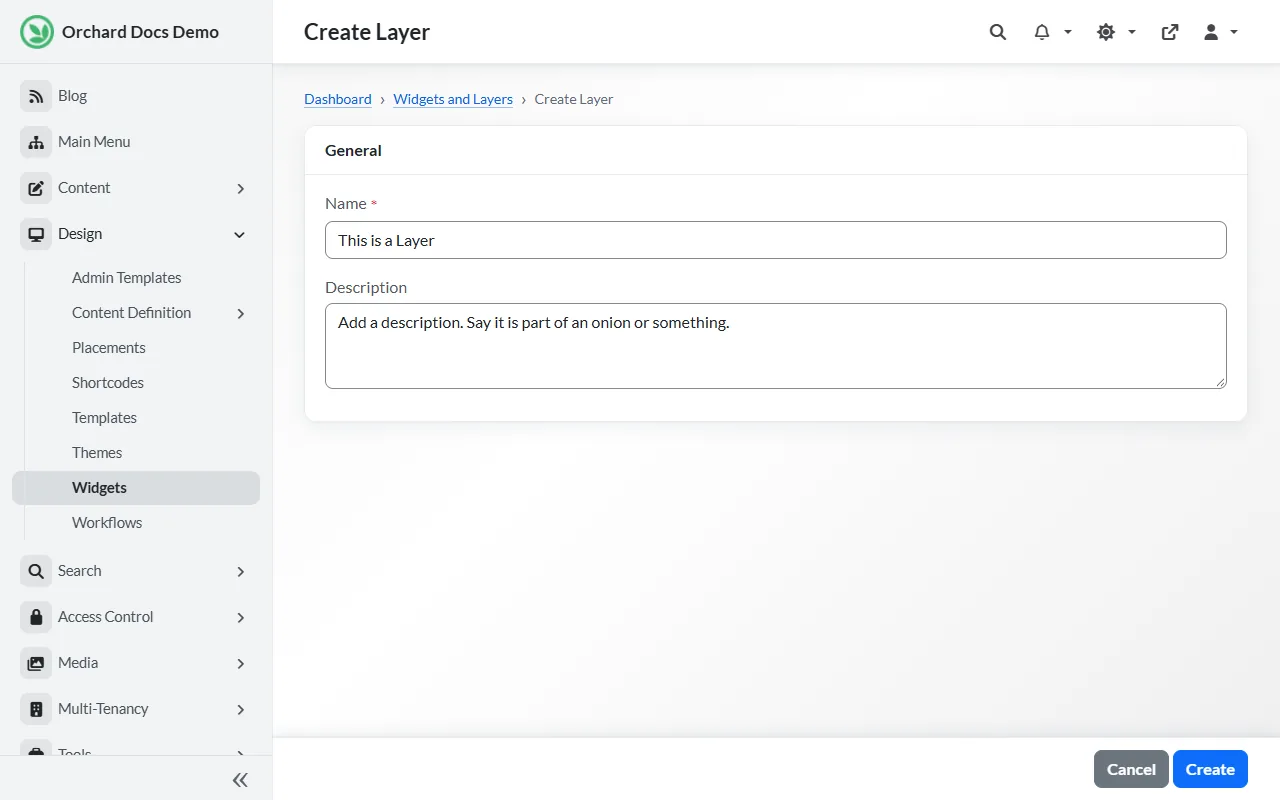 Orchard Docs Demo
Create Layer
Blog
Main Menu
Content
Design
Admin Templates
Content Definition
Placements
Shortcodes
Templates
Themes
Widgets
Workflows
Search
Access Control
Media
Multi-Tenancy
Tools
Dashboard › Widgets and Layers › Create Layer
General
Name *
This is a Layer
Description
Add a description. Say it is part of an onion or something.
Cancel
Create